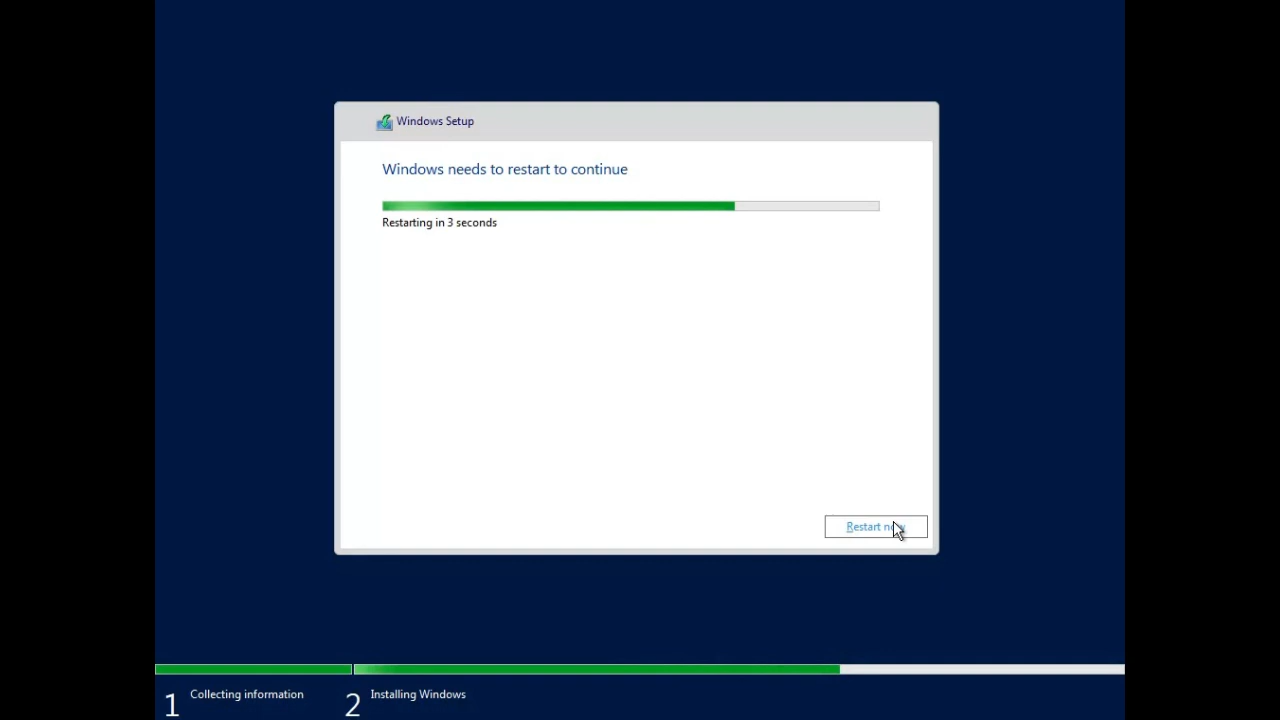 Windows Setup
Windows needs to restart to continue
Restarting in 3 seconds
Restart now
1 Collecting information
2 Installing Windows